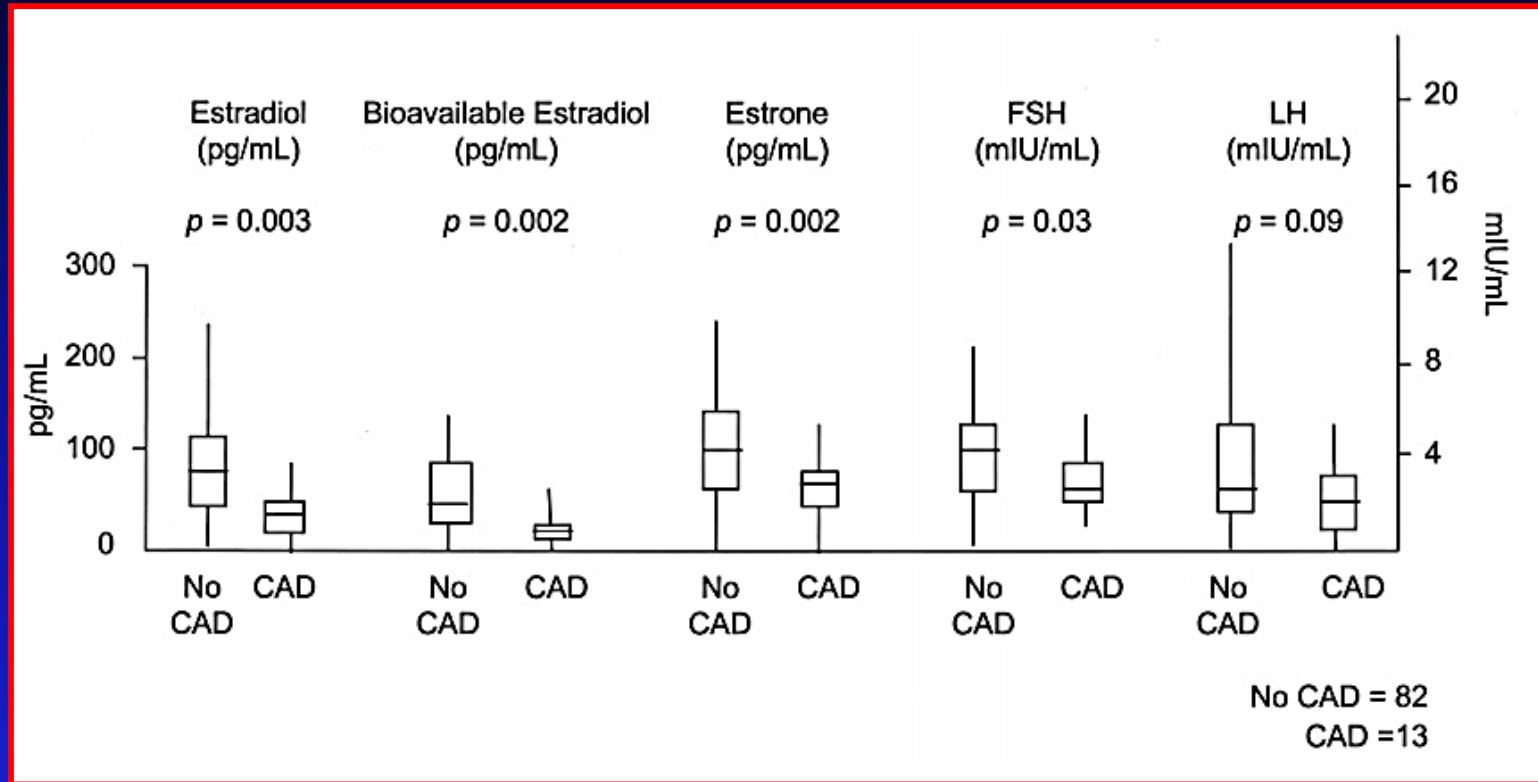 Estradiol
(pg/mL)
p = 0.003
Bioavailable Estradiol
(pg/mL)
p = 0.002
Estrone
(pg/mL)
p = 0.002
FSH
(mIU/mL)
p = 0.03
LH
(mIU/mL)
p = 0.09
pg/mL
300
200
100
0
20
16
12
8
4
mIU/mL
No
CAD
CAD
No
CAD
CAD
No
CAD
CAD
No
CAD
CAD
No
CAD
CAD
No CAD = 82
CAD =13